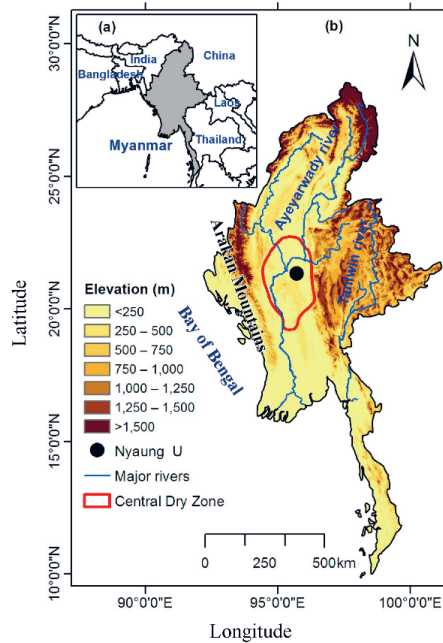 (a)
India
China
Bangladesh
Laos
Myanmar
Thailand
(b)
N
30°0'0"N
25°0'0"N
20°0'0"N
15°0'0"N
10°0'0"N
Latitude
Ayeyarwady river
Tanlwin river
Arakan Mountains
Bay of Bengal
Elevation (m)
<250
250 – 500
500 – 750
750 – 1,000
1,000 – 1,250
1,250 – 1,500
>1,500
Nyaung U
Major rivers
Central Dry Zone
0 250 500km
90°0'0"E 95°0'0"E 100°0'0"E
Longitude